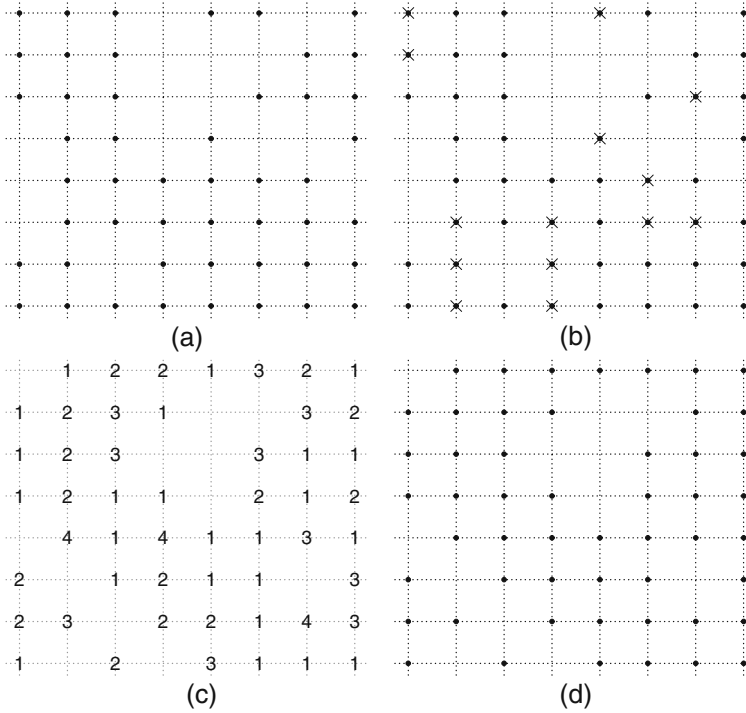 (a)
(b)
1 2 2 1 3 2 1
1 2 3 1 3 2
1 2 3 3 1 1
1 2 1 1 2 1 2
4 1 4 1 1 3 1
2 1 2 1 1 3
2 3 2 2 1 4 3
1 2 3 1 1 1
(c)
(d)